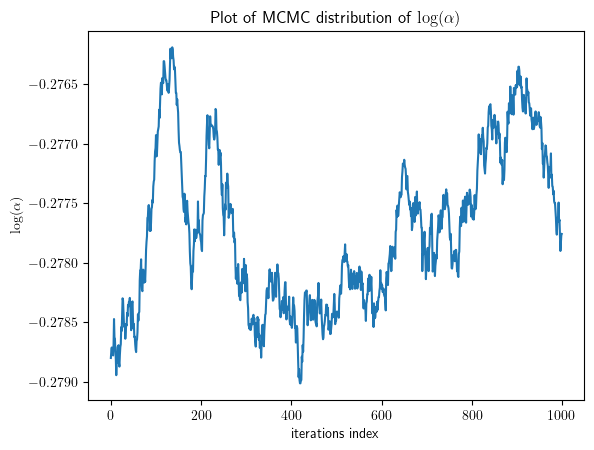 Plot of MCMC distribution of log(α)
log(α)
−0.2765
−0.2770
−0.2775
−0.2780
−0.2785
−0.2790
0 200 400 600 800 1000
iterations index